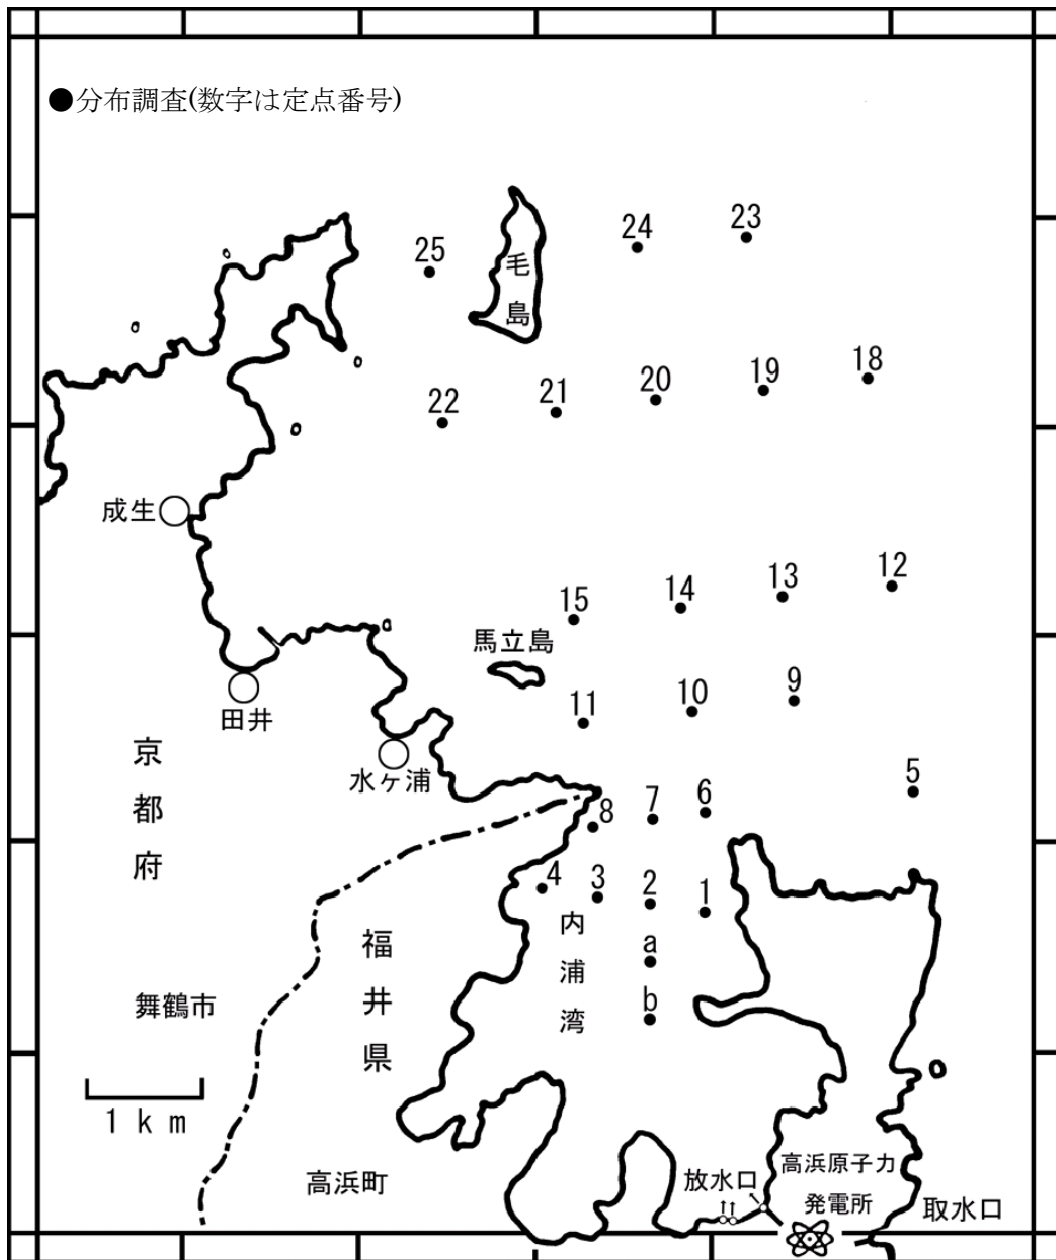 ●分布調査(数字は定点番号)
23
24
25
毛島
18
19
20
21
22
成生
12
13
14
15
馬立島
9
10
11
田井
水ヶ浦
京都府
5
6
7
8
4
3
2
1
内浦湾
a
b
福井県
舞鶴市
1km
高浜町
放水口
高浜原子力
発電所
取水口